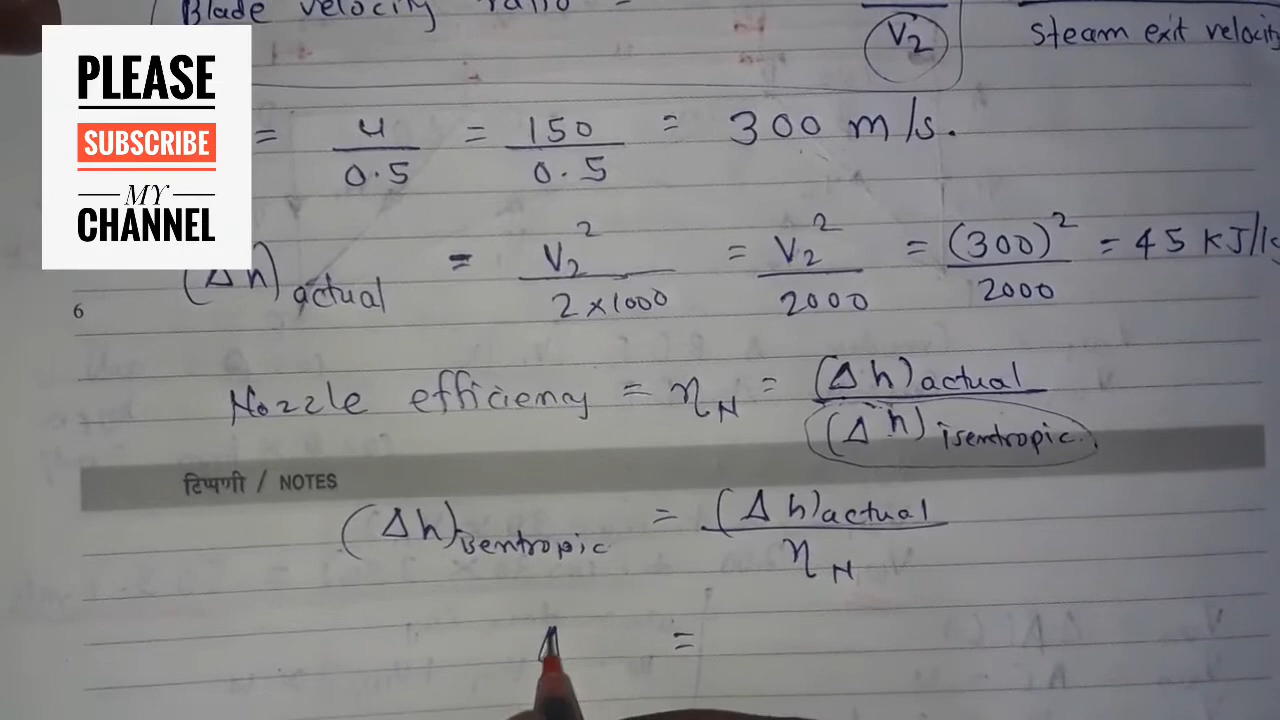 Blade velocity ratio =
V₂ steam exit velocity
PLEASE
SUBSCRIBE
MY
CHANNEL
= u/0.5 = 150/0.5 = 300 m/s.
(Δh)actual = V₂²/2×1000 = V₂²/2000 = (300)²/2000 = 45 KJ/k
6
Nozzle efficiency = ηN = (Δh)actual/(Δh)isentropic
टिप्पणी / NOTES
(Δh)isentropic = (Δh)actual/ηN
=